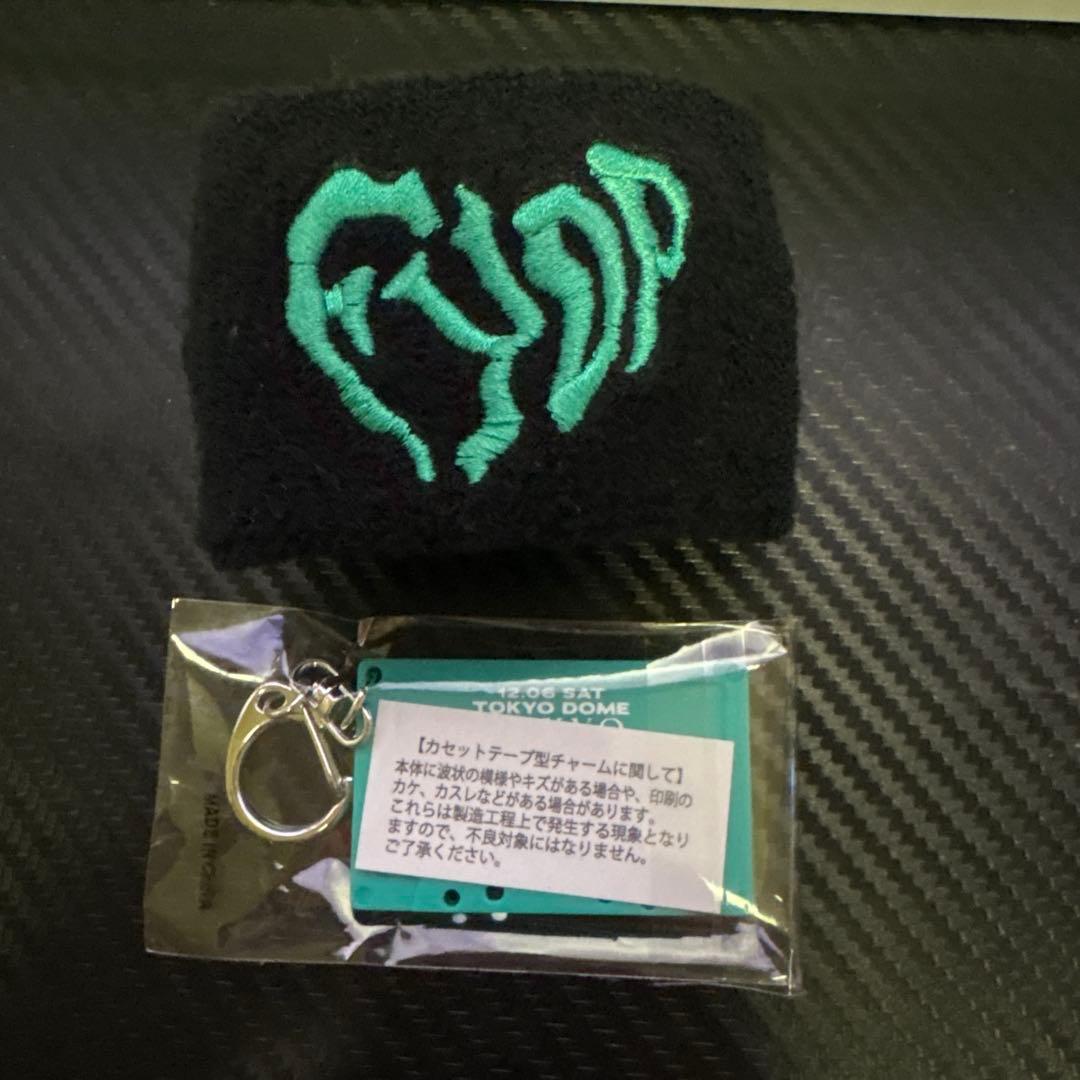 FYOP
12.06 SAT
TOKYO DOME
【カセットテープ型チャームに関して】
本体に波状の模様やキズがある場合や、印刷の
カケ、カスレなどがある場合があります。
これらは製造工程上で発生する現象となり
ますので、不良対象にはなりません。
ご了承ください。
MADE IN CHINA